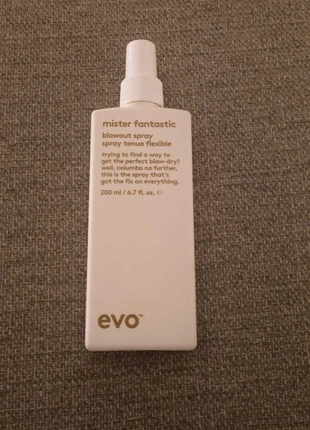 mister fantastic
blowout spray
spray tenue flexible
trying to find a way to
get the perfect blow-dry?
well, columbo no further,
this is the spray that's
got the fix on everything.
200 ml / 6.7 fl. oz. ℮
evo™